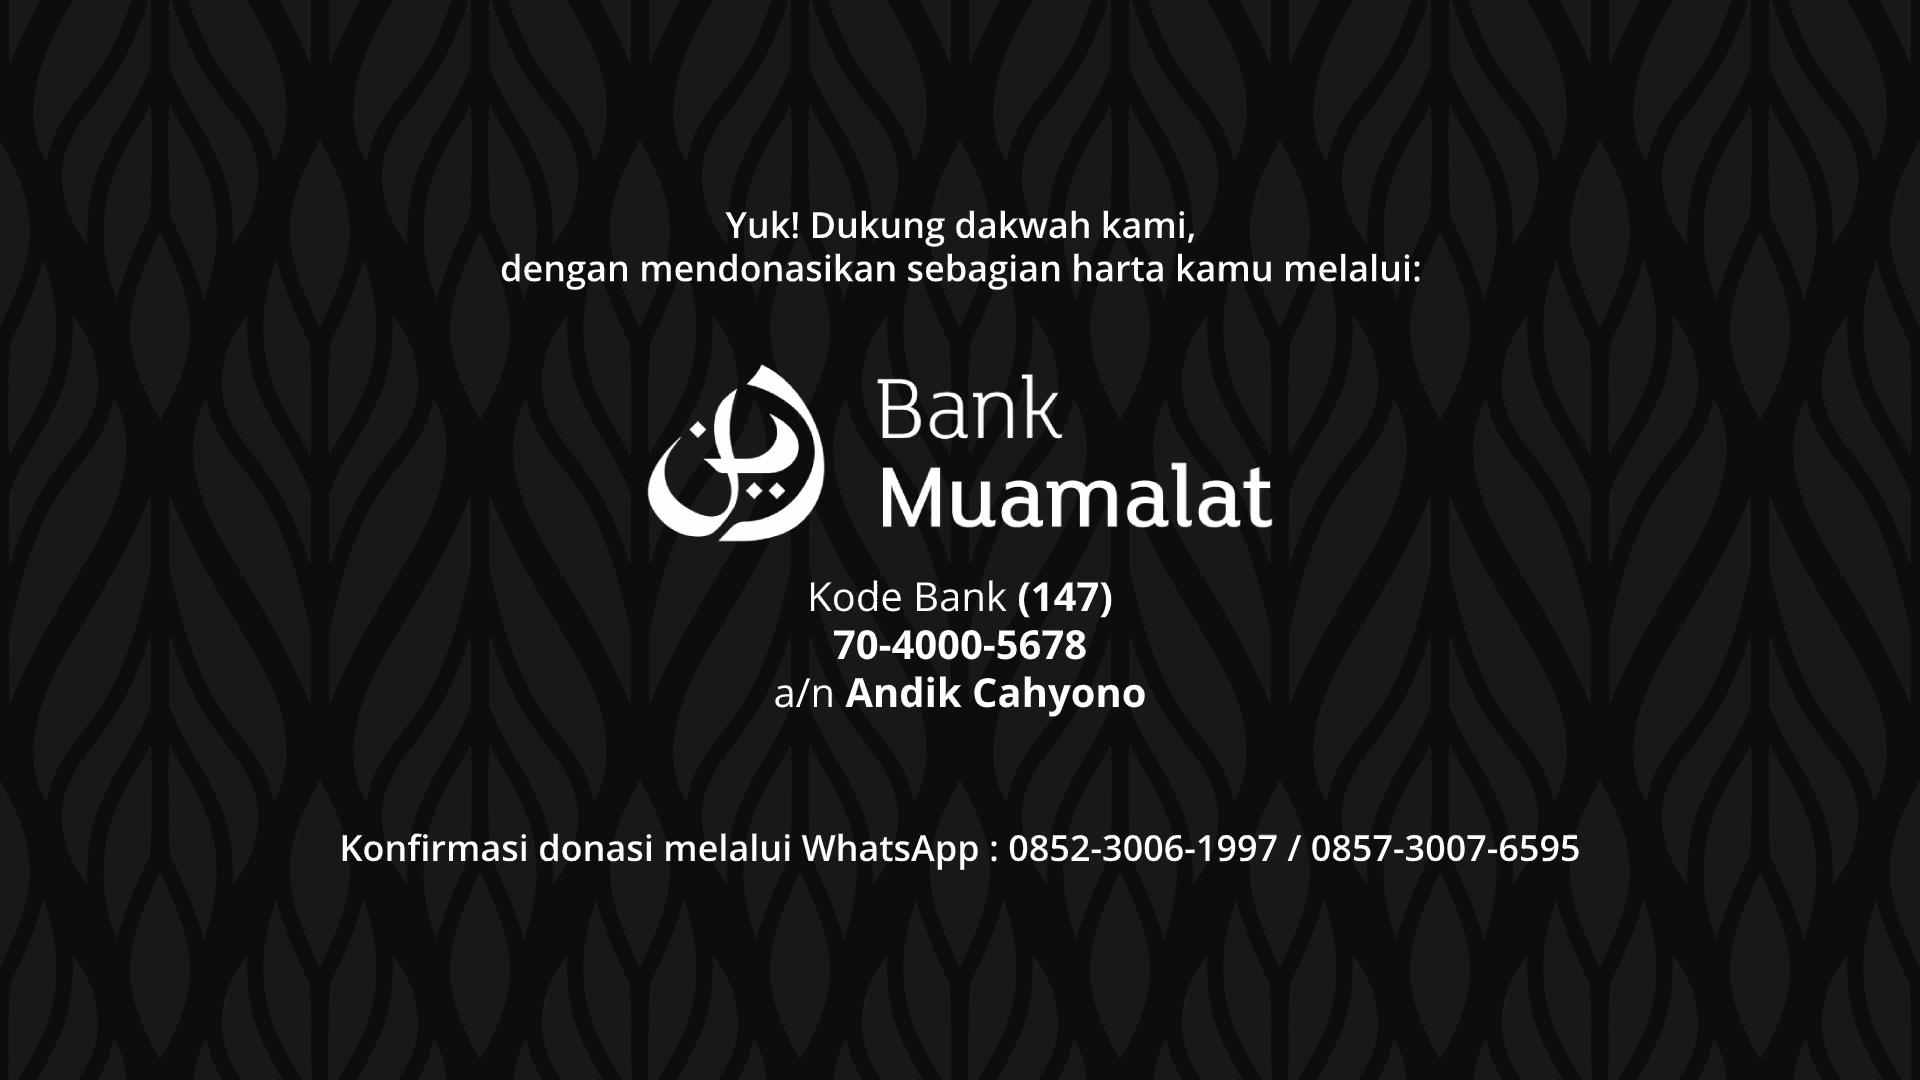 Yuk! Dukung dakwah kami,
dengan mendonasikan sebagian harta kamu melalui:
Bank
Muamalat
Kode Bank (147)
70-4000-5678
a/n Andik Cahyono
Konfirmasi donasi melalui WhatsApp : 0852-3006-1997 / 0857-3007-6595